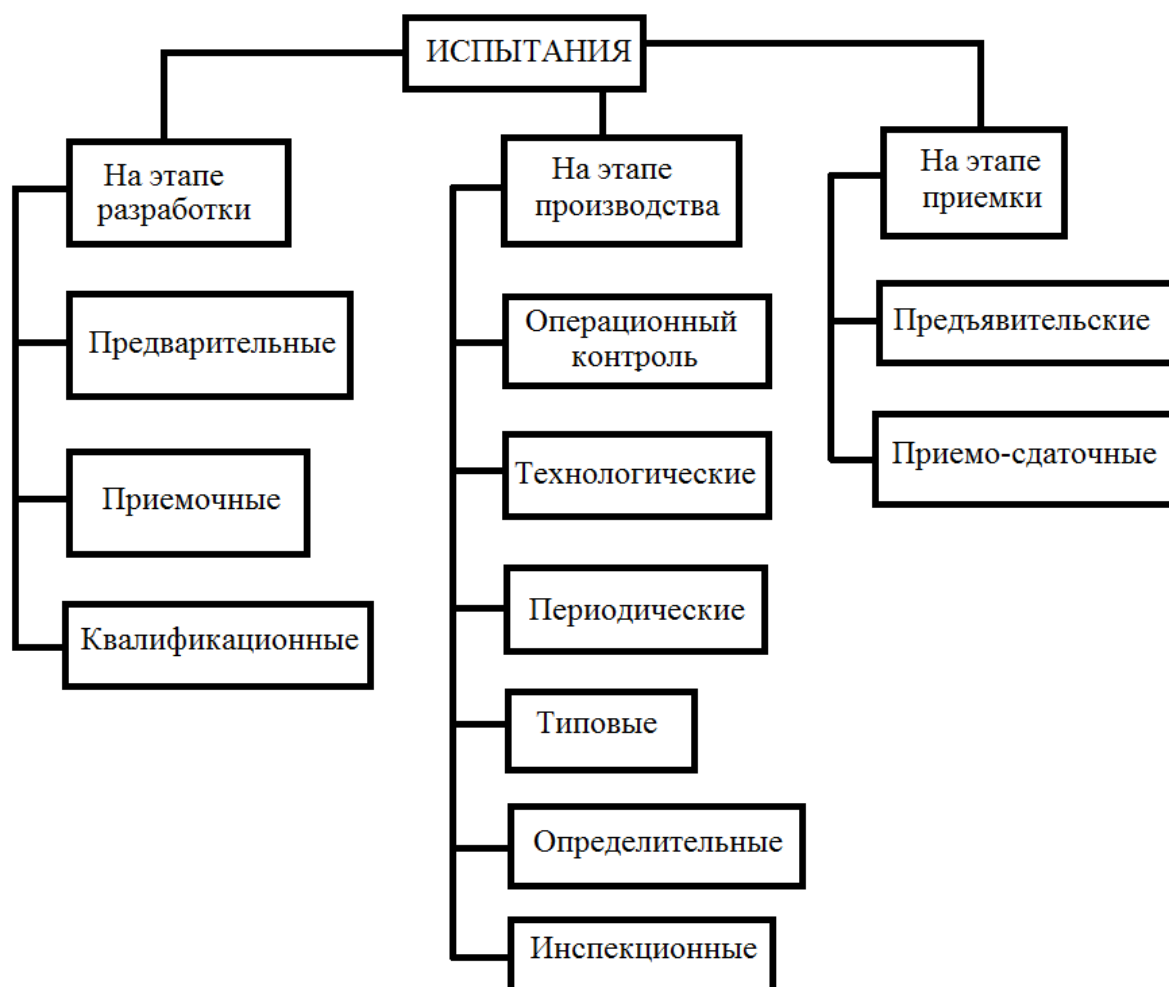 ИСПЫТАНИЯ
На этапе
разработки
Предварительные
Приемочные
Квалификационные
На этапе
производства
Операционный
контроль
Технологические
Периодические
Типовые
Определительные
Инспекционные
На этапе
приемки
Предъявительские
Приемо-сдаточные